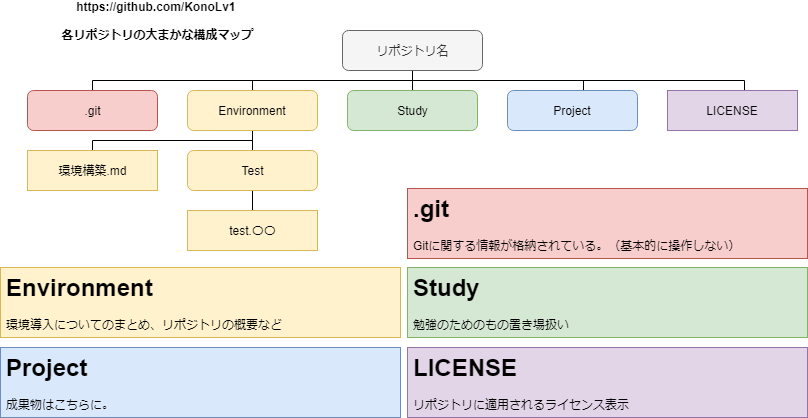 https://github.com/KonoLv1
各リポジトリの大まかな構成マップ
リポジトリ名
.git
Environment
Study
Project
LICENSE
環境構築.md
Test
test.〇〇
.git
Gitに関する情報が格納されている。（基本的に操作しない）
Environment
環境導入についてのまとめ、リポジトリの概要など
Study
勉強のためのもの置き場扱い
Project
成果物はこちらに。
LICENSE
リポジトリに適用されるライセンス表示